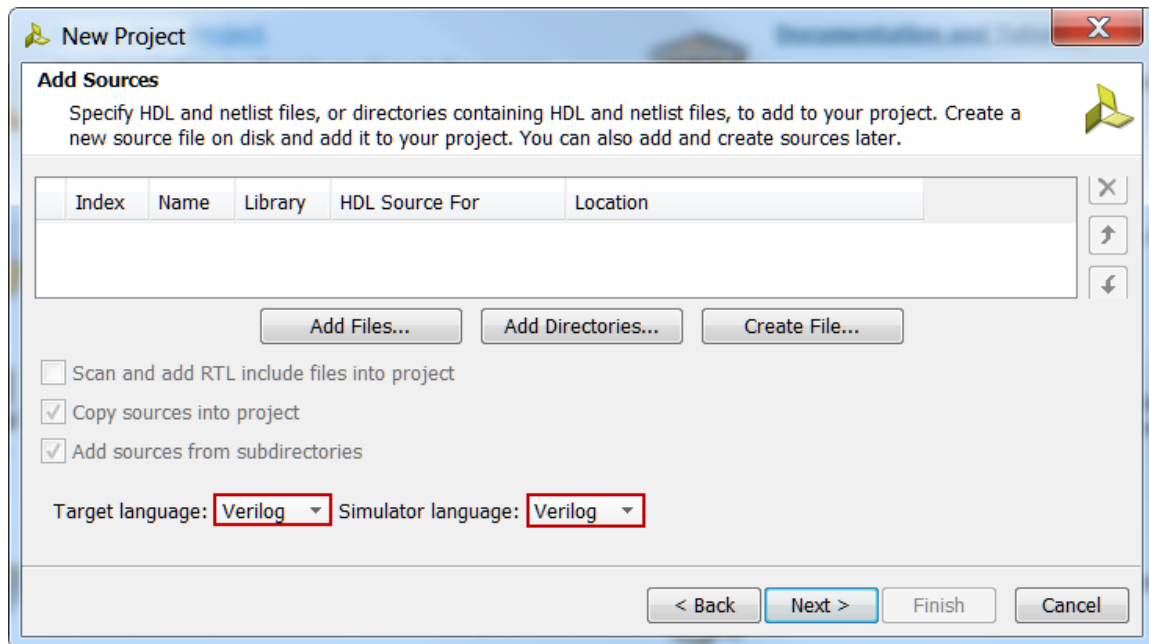 New Project
Add Sources
Specify HDL and netlist files, or directories containing HDL and netlist files, to add to your project. Create a
new source file on disk and add it to your project. You can also add and create sources later.
Index Name Library HDL Source For Location
Add Files... Add Directories... Create File...
Scan and add RTL include files into project
Copy sources into project
Add sources from subdirectories
Target language: Verilog Simulator language: Verilog
< Back Next > Finish Cancel